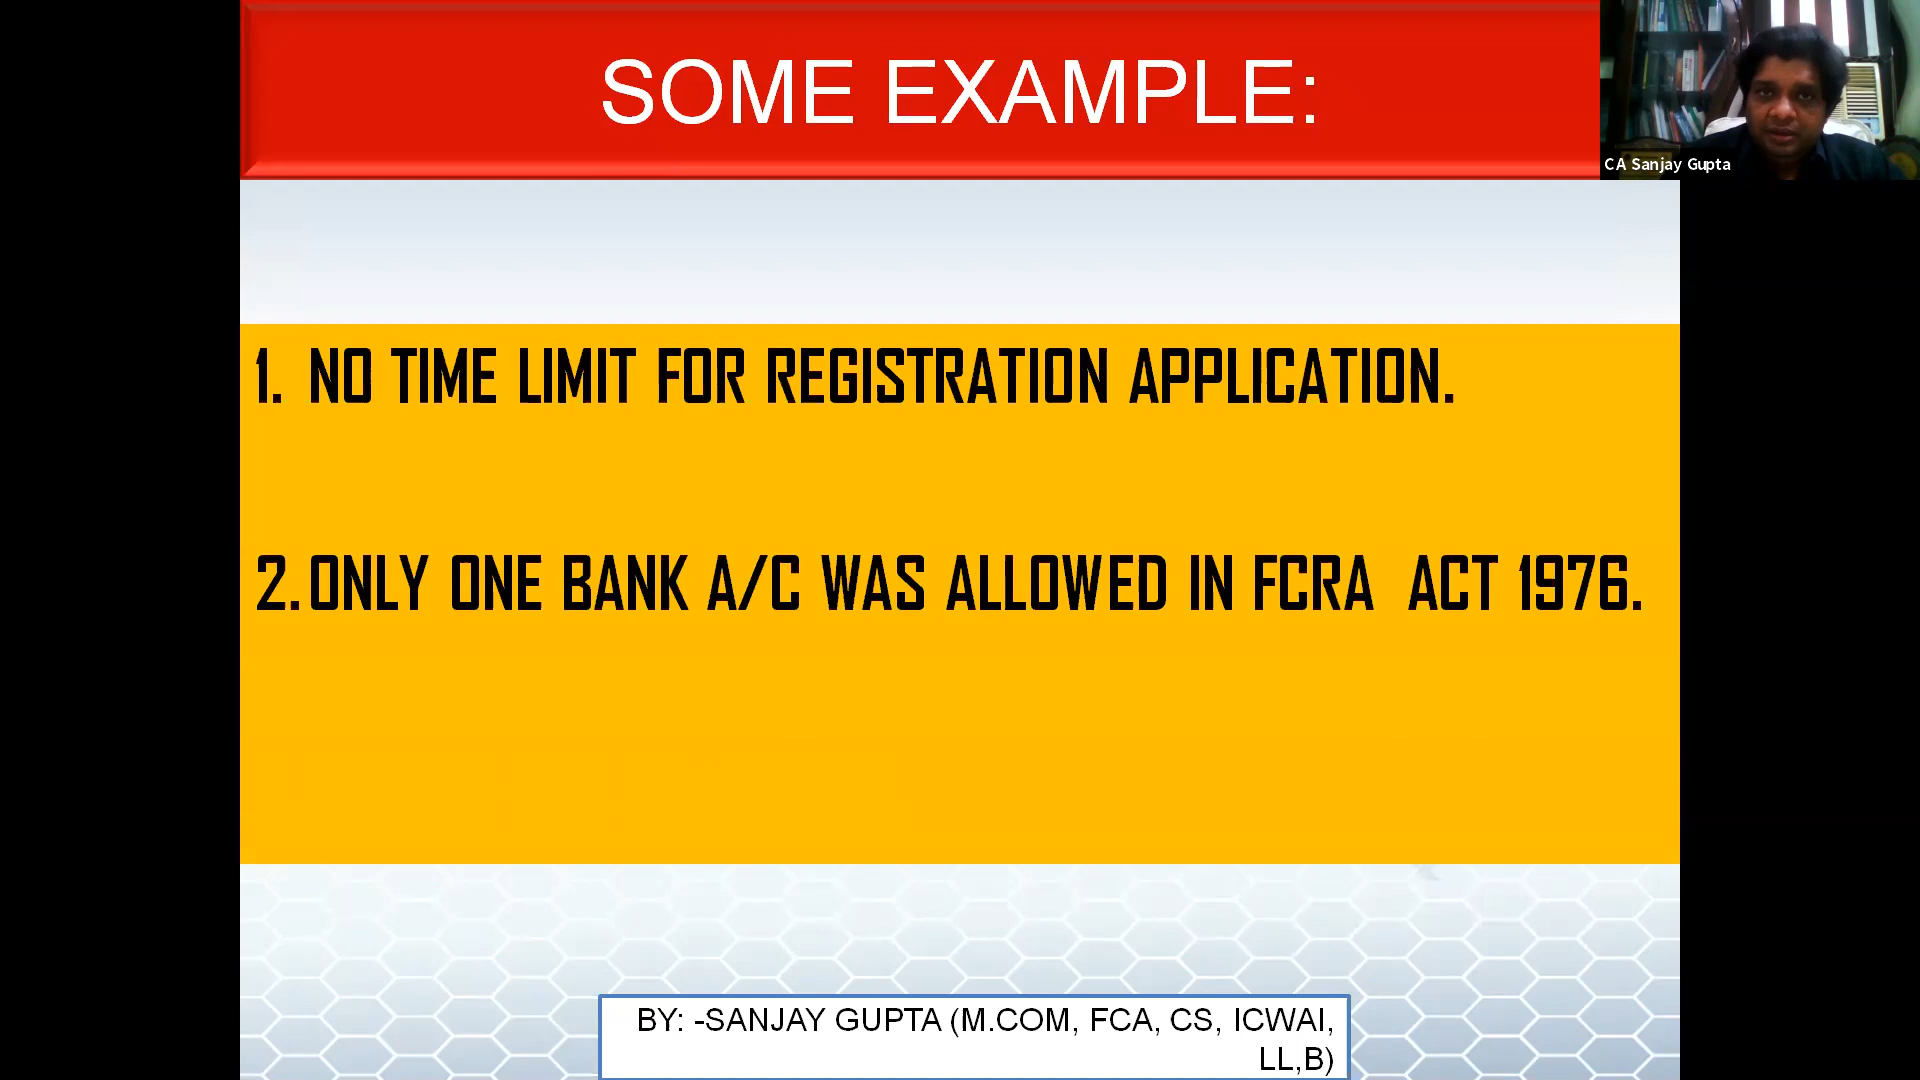 SOME EXAMPLE:
CA Sanjay Gupta
1. NO TIME LIMIT FOR REGISTRATION APPLICATION.
2. ONLY ONE BANK A/C WAS ALLOWED IN FCRA ACT 1976.
BY: -SANJAY GUPTA (M.COM, FCA, CS, ICWAI,
LL,B)